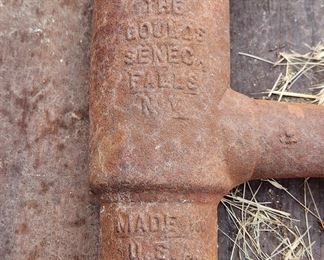 THE
GOULDS
SENECA
FALLS
N.Y.
MADE IN
U.S.A.